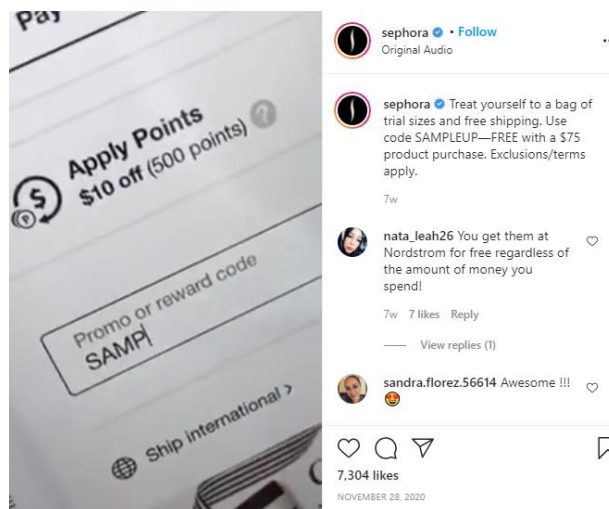 Pay
Apply Points
$10 off (500 points) ?
Promo or reward code
SAMP
Ship international >
sephora • Follow
Original Audio
sephora Treat yourself to a bag of
trial sizes and free shipping. Use
code SAMPLEUP—FREE with a $75
product purchase. Exclusions/terms
apply.
7w
nata_leah26 You get them at
Nordstrom for free regardless of
the amount of money you
spend!
7w 7 likes Reply
View replies (1)
sandra.florez.56614 Awesome !!!
🤩
7,304 likes
NOVEMBER 28, 2020